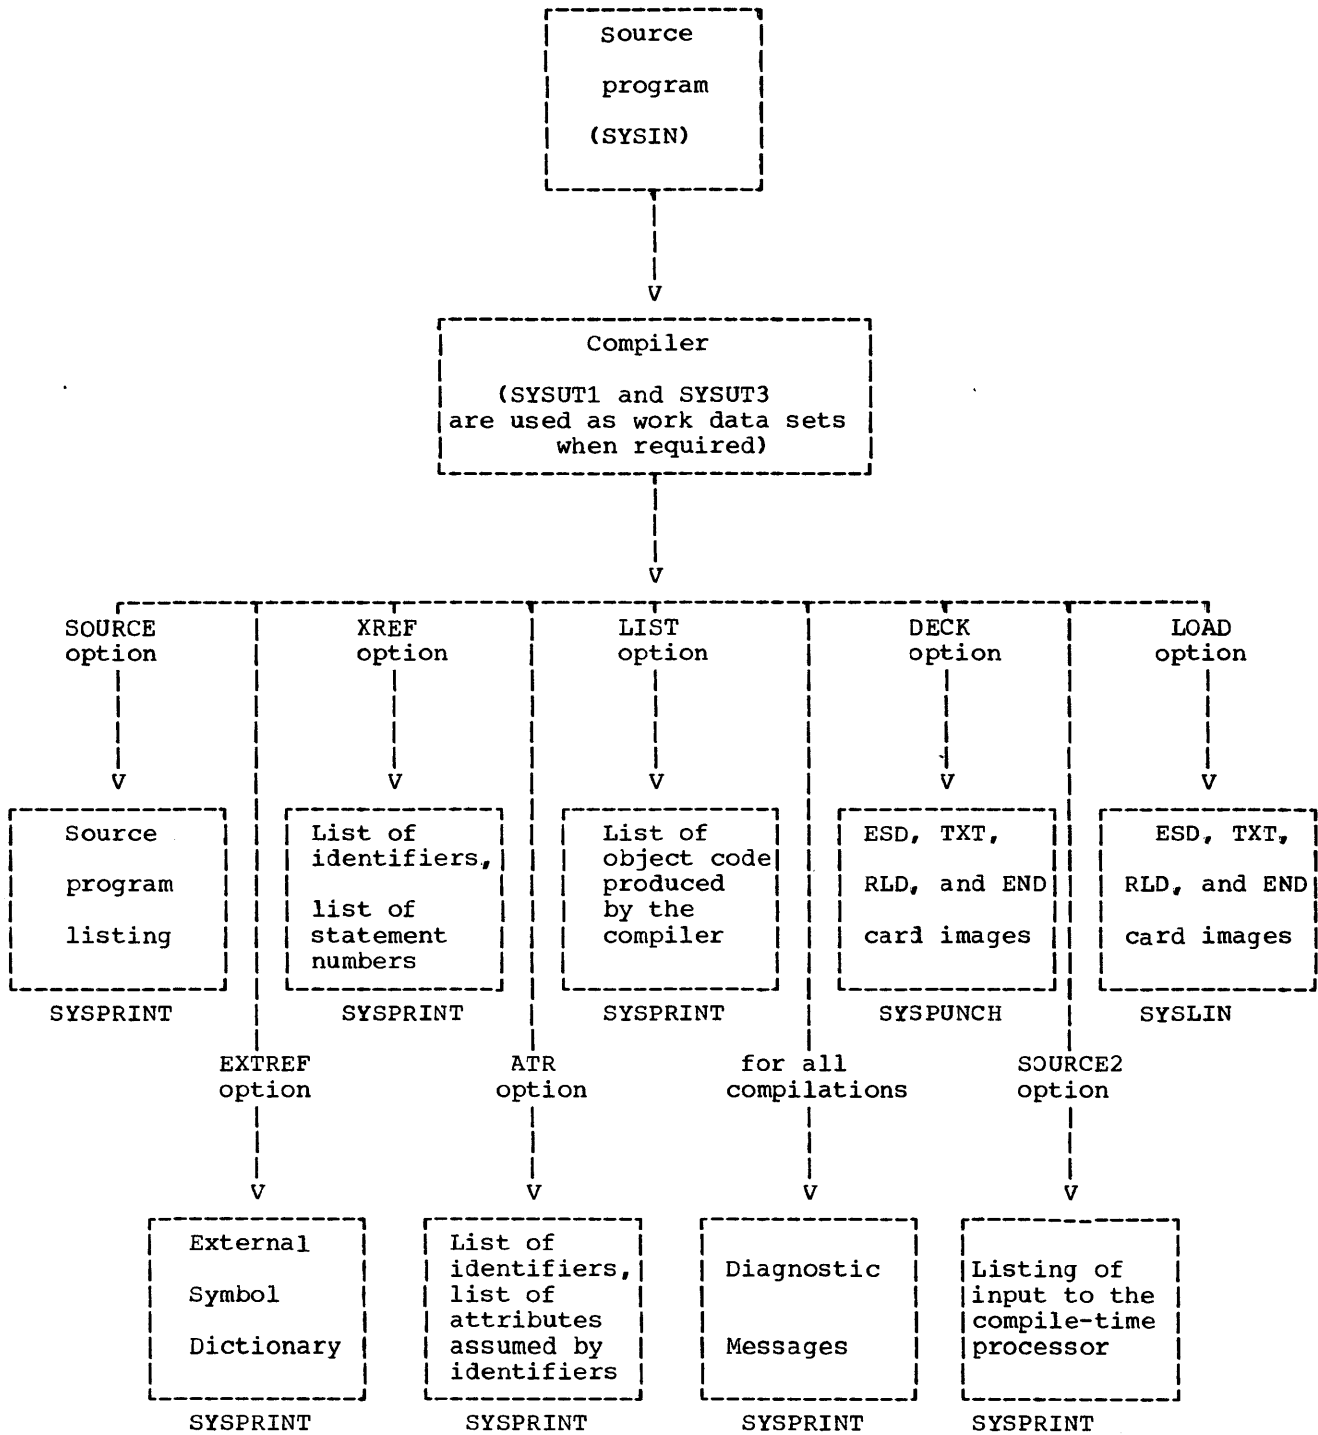 Source
program
(SYSIN)
Compiler
(SYSUT1 and SYSUT3
are used as work data sets
when required)
SOURCE
option
XREF
option
LIST
option
DECK
option
LOAD
option
Source
program
listing
SYSPRINT
List of
identifiers,
list of
statement
numbers
SYSPRINT
List of
object code
produced
by the
compiler
SYSPRINT
ESD, TXT,
RLD, and END
card images
SYSPUNCH
ESD, TXT,
RLD, and END
card images
SYSLIN
EXTREF
option
ATR
option
for all
compilations
SOURCE2
option
External
Symbol
Dictionary
SYSPRINT
List of
identifiers,
list of
attributes
assumed by
identifiers
SYSPRINT
Diagnostic
Messages
SYSPRINT
Listing of
input to the
compile-time
processor
SYSPRINT